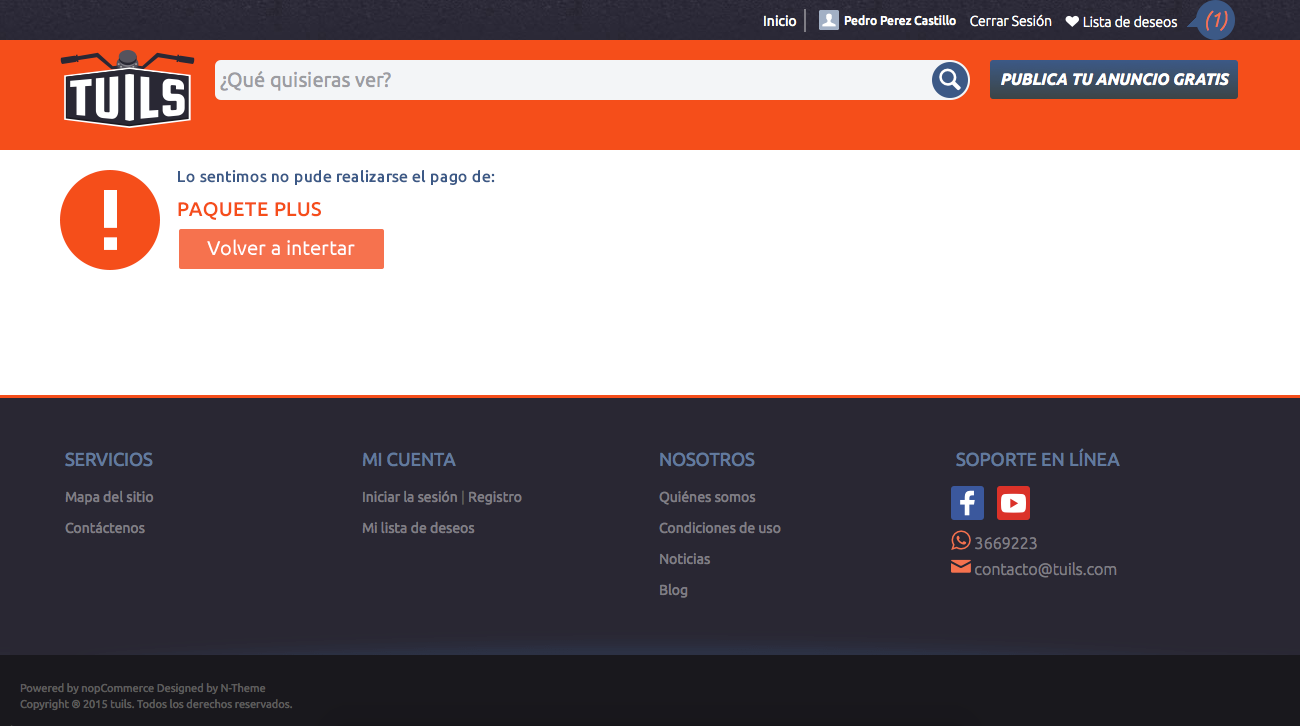 Inicio
Pedro Perez Castillo
Cerrar Sesión
Lista de deseos
(1)
TUILS
¿Qué quisieras ver?
PUBLICA TU ANUNCIO GRATIS
Lo sentimos no pude realizarse el pago de:
PAQUETE PLUS
Volver a intertar
SERVICIOS
Mapa del sitio
Contáctenos
MI CUENTA
Iniciar la sesión | Registro
Mi lista de deseos
NOSOTROS
Quiénes somos
Condiciones de uso
Noticias
Blog
SOPORTE EN LÍNEA
3669223
contacto@tuils.com
Powered by nopCommerce Designed by N-Theme
Copyright ® 2015 tuils. Todos los derechos reservados.